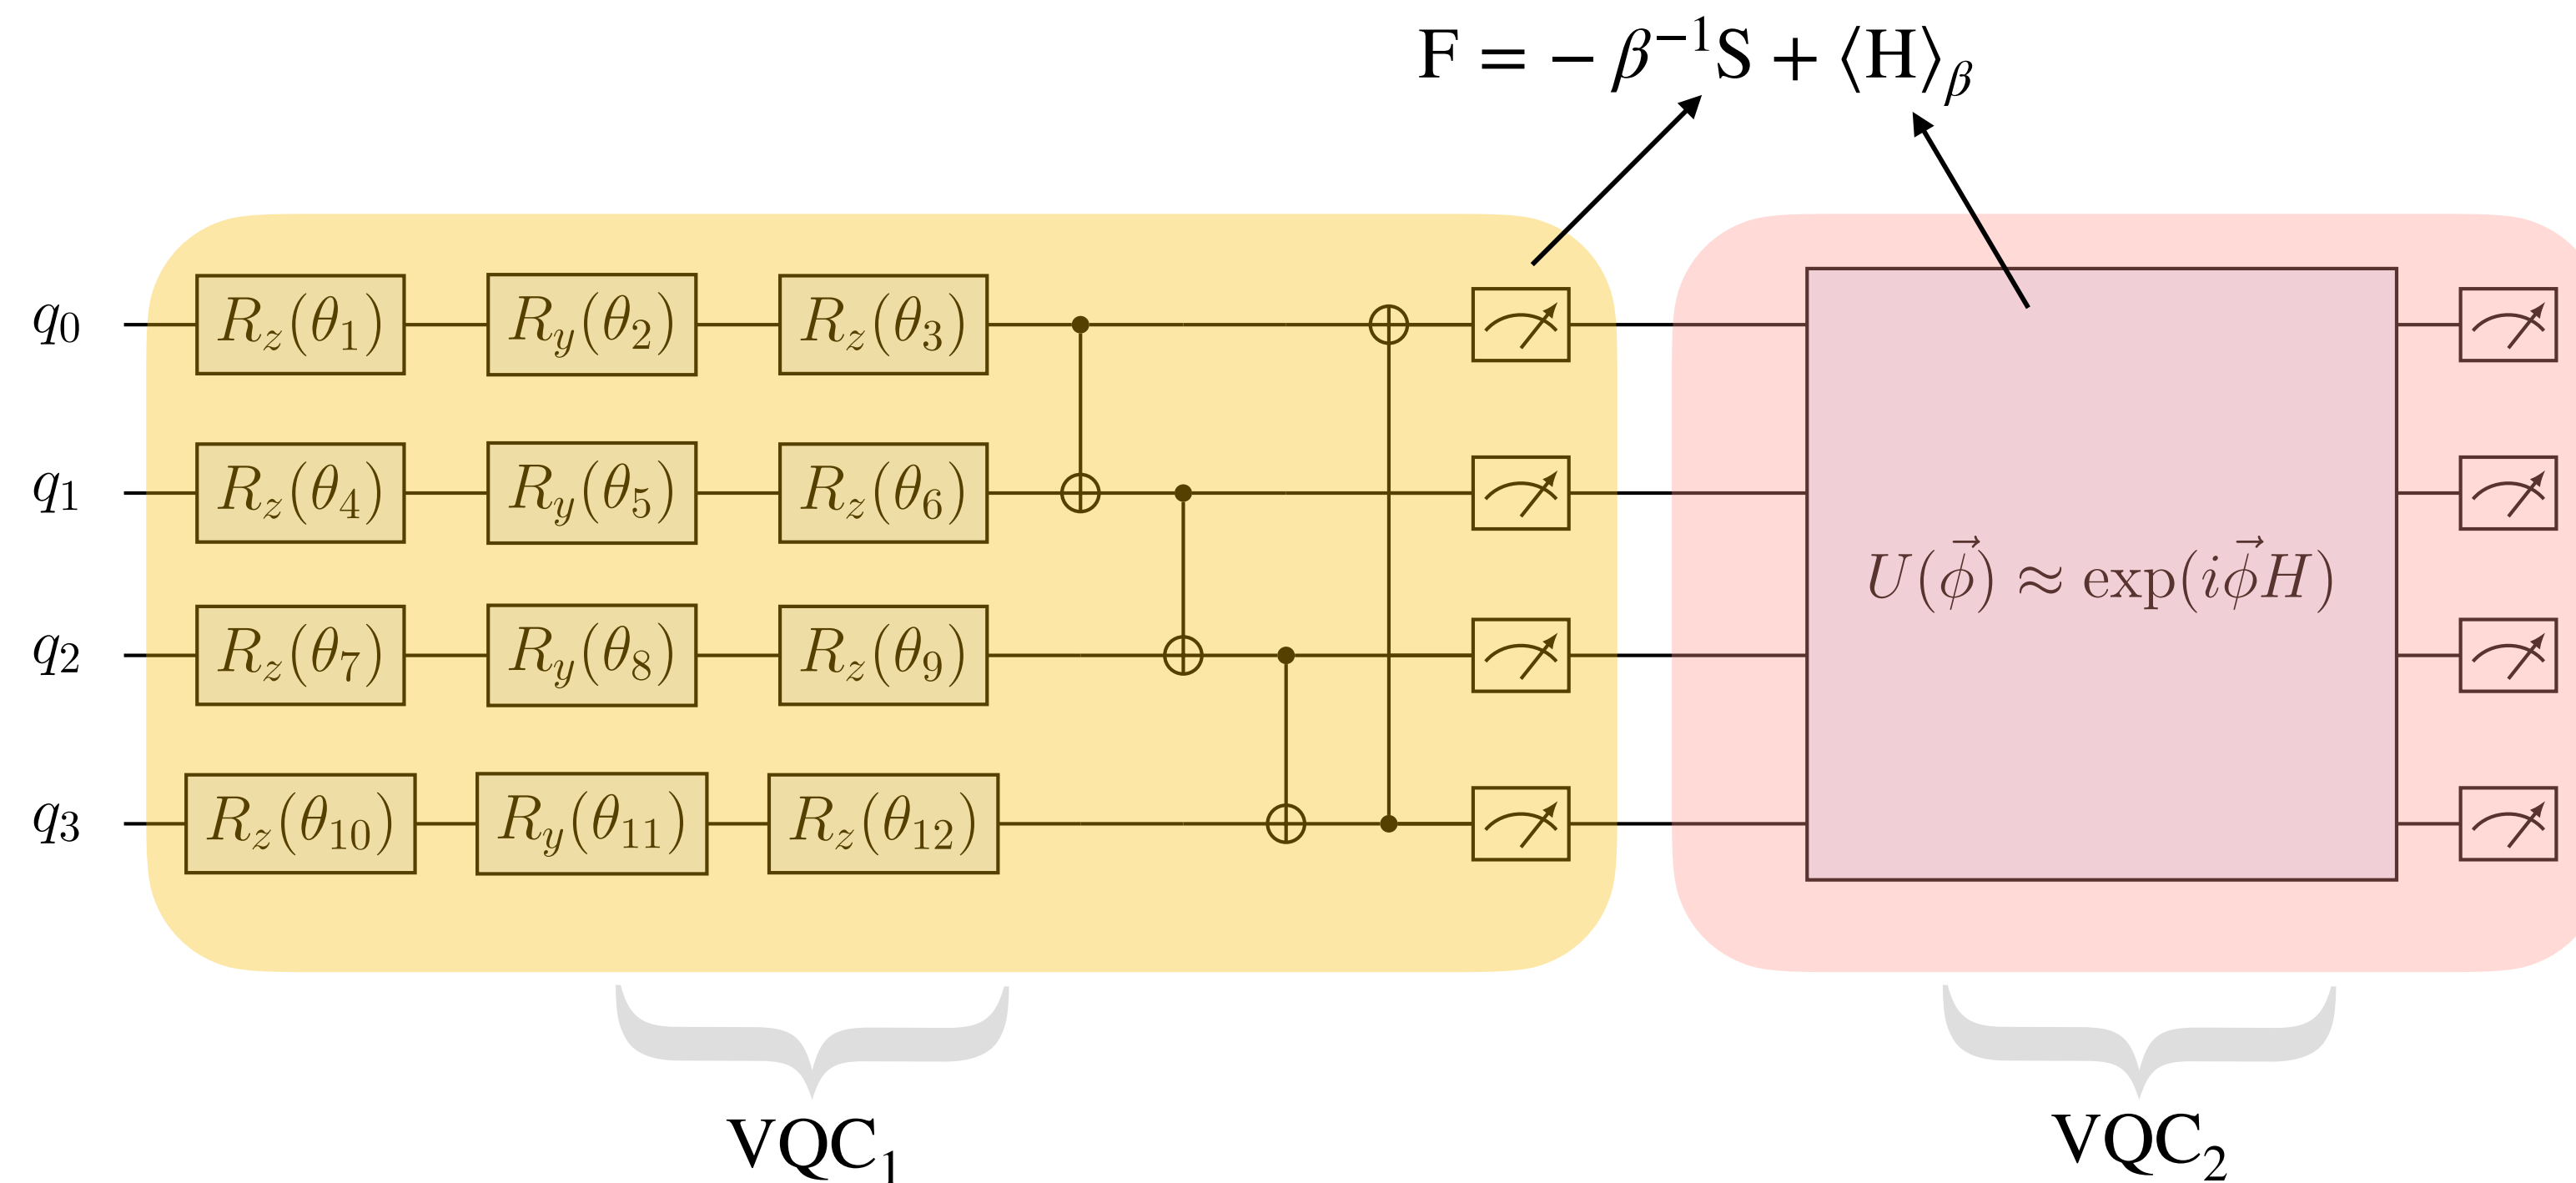 F = − β⁻¹S + ⟨H⟩_β
q₀ R_z(θ₁) R_y(θ₂) R_z(θ₃)
q₁ R_z(θ₄) R_y(θ₅) R_z(θ₆)
U(ϕ⃗) ≈ exp(iϕ⃗H)
q₂ R_z(θ₇) R_y(θ₈) R_z(θ₉)
q₃ R_z(θ₁₀) R_y(θ₁₁) R_z(θ₁₂)
VQC₁ VQC₂